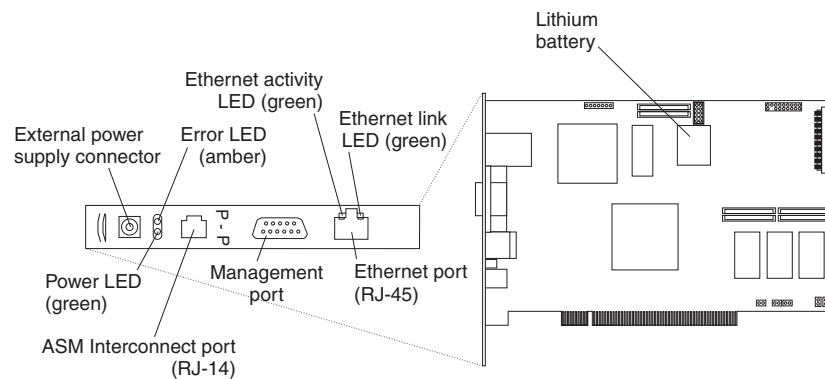 Lithium
battery
Ethernet activity
LED (green)
Ethernet link
LED (green)
External power
supply connector
Error LED
(amber)
P - P
Power LED
(green)
Management
port
Ethernet port
(RJ-45)
ASM Interconnect port
(RJ-14)